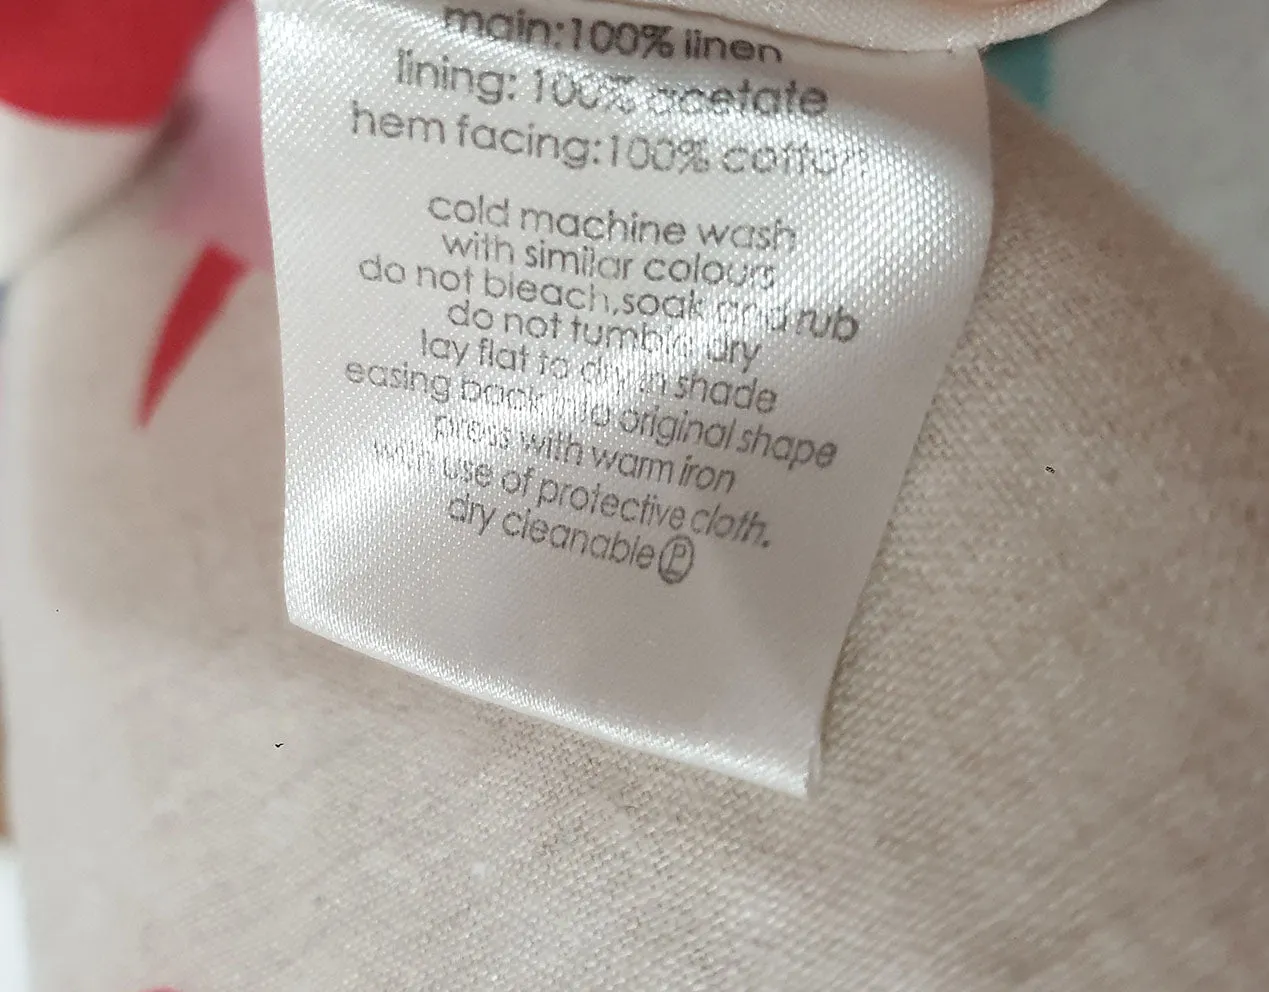 main:100% linen
lining: 100% acetate
hem facing:100% cotton
cold machine wash
with similar colours
do not bleach,soak and rub
do not tumble dry
lay flat to dry in shade
easing back into original shape
press with warm iron
with use of protective cloth.
dry cleanable Ⓟ